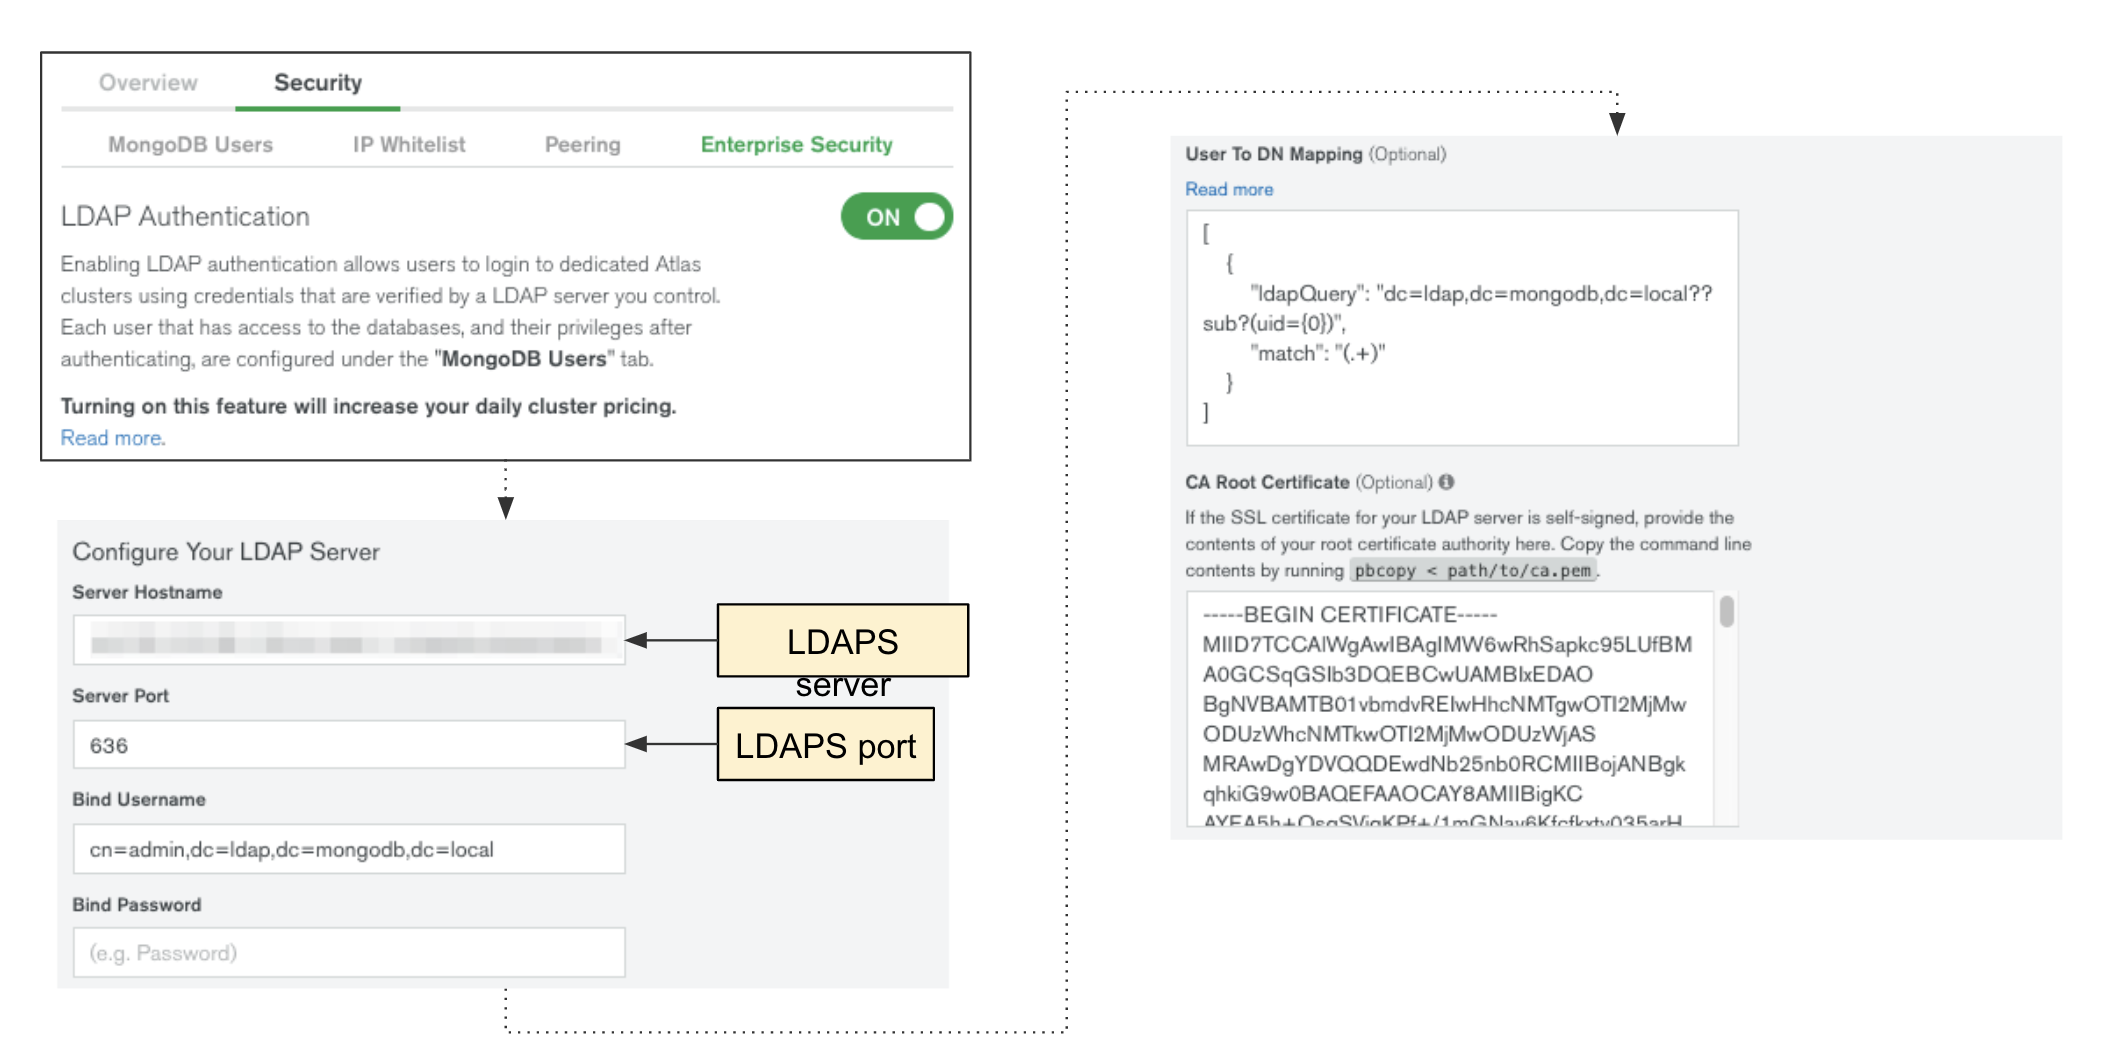 Overview Security
MongoDB Users IP Whitelist Peering Enterprise Security
LDAP Authentication ON
Enabling LDAP authentication allows users to login to dedicated Atlas
clusters using credentials that are verified by a LDAP server you control.
Each user that has access to the databases, and their privileges after
authenticating, are configured under the "MongoDB Users" tab.
Turning on this feature will increase your daily cluster pricing.
Read more.
Configure Your LDAP Server
Server Hostname
LDAPS
server
Server Port
636
LDAPS port
Bind Username
cn=admin,dc=ldap,dc=mongodb,dc=local
Bind Password
(e.g. Password)
User To DN Mapping (Optional)
Read more
[
{
"ldapQuery": "dc=ldap,dc=mongodb,dc=local??
sub?(uid={0})",
"match": "(.+)"
}
]
CA Root Certificate (Optional)
If the SSL certificate for your LDAP server is self-signed, provide the
contents of your root certificate authority here. Copy the command line
contents by running pbcopy < path/to/ca.pem.
-----BEGIN CERTIFICATE-----
MIID7TCCAlWgAwIBAgIMW6wRhSapkc95LUfBM
A0GCSqGSIb3DQEBCwUAMBIxEDAO
BgNVBAMTB01vbmdvREIwHhcNMTgwOTI2MjMw
ODUzWhcNMTkwOTI2MjMwODUzWjAS
MRAwDgYDVQQDEwdNb25nb0RCMIIBojANBgk
qhkiG9w0BAQEFAAOCAY8AMIIBigKC